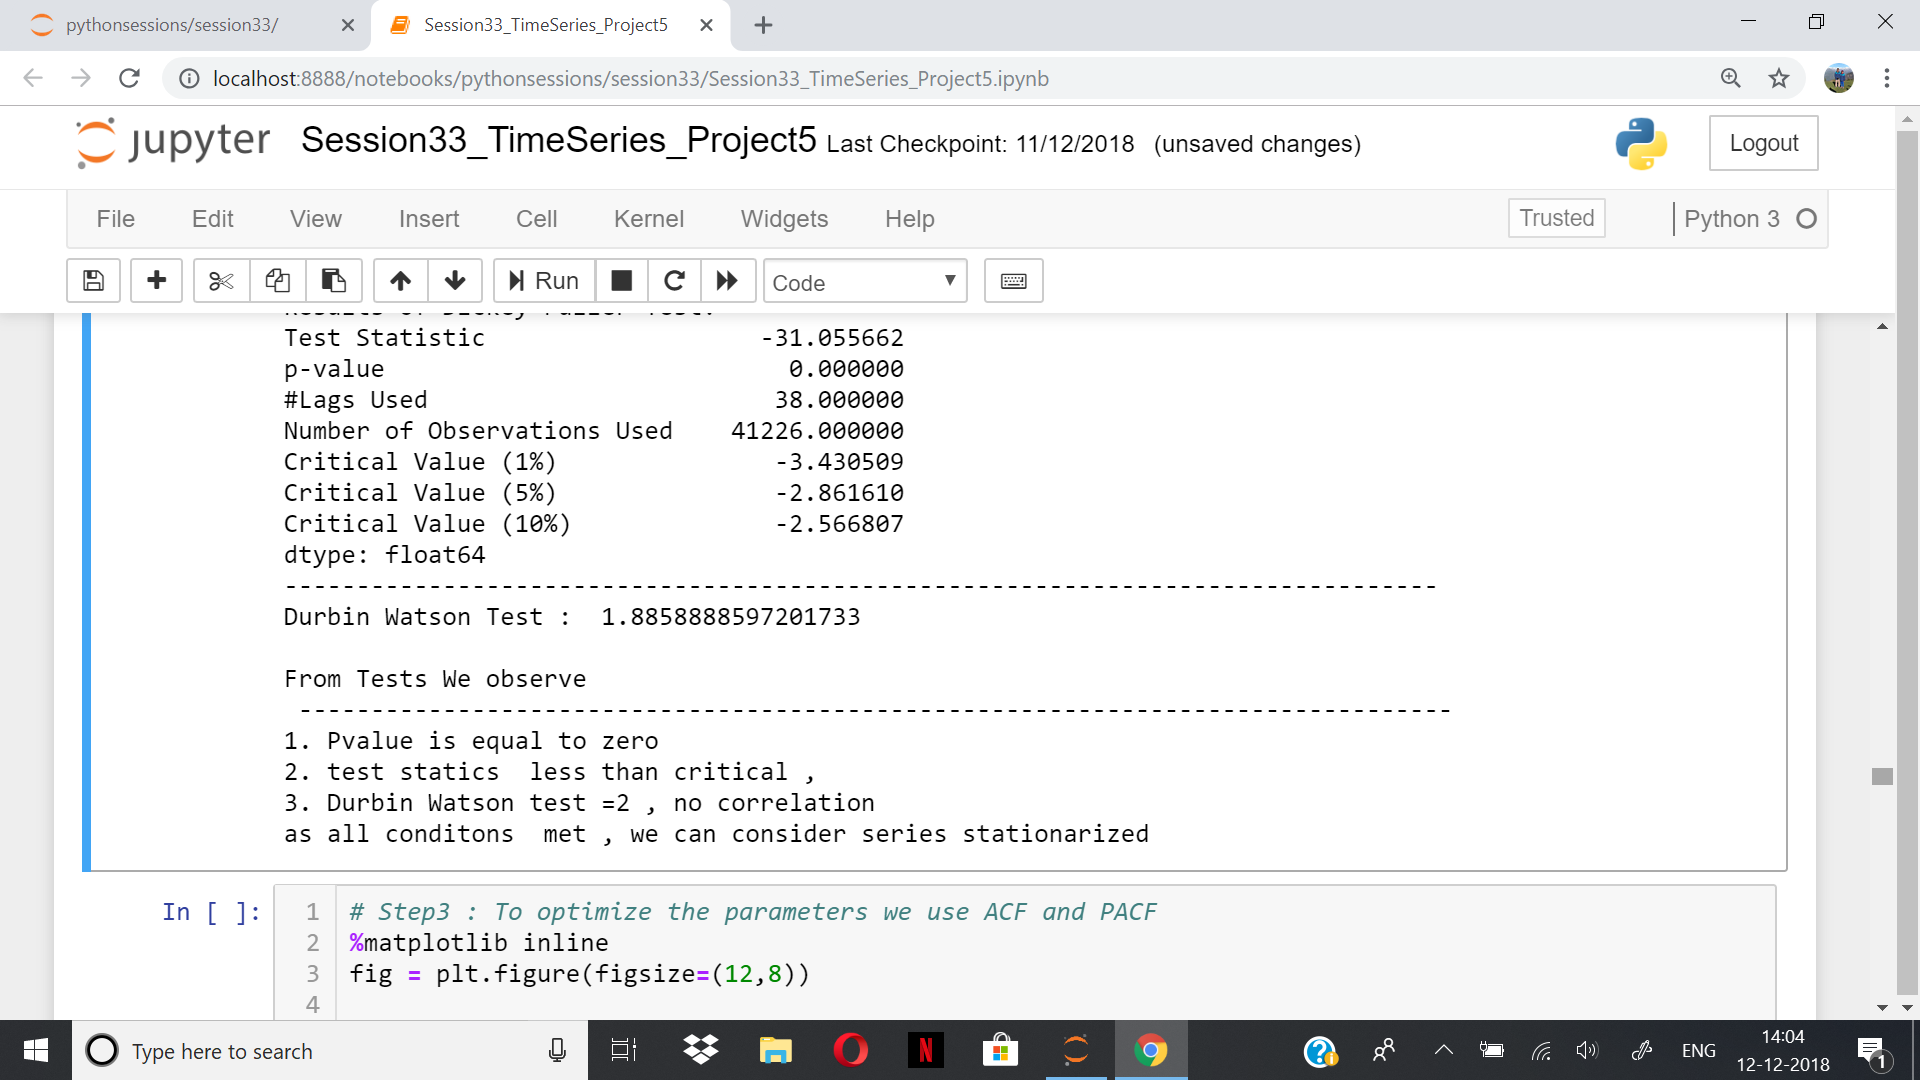 pythonsessions/session33/
Session33_TimeSeries_Project5
localhost:8888/notebooks/pythonsessions/session33/Session33_TimeSeries_Project5.ipynb
jupyter Session33_TimeSeries_Project5 Last Checkpoint: 11/12/2018 (unsaved changes)
Logout
File Edit View Insert Cell Kernel Widgets Help
Trusted
Python 3
Run
Code
Results of Dickey-Fuller Test:
Test Statistic -31.055662
p-value 0.000000
#Lags Used 38.000000
Number of Observations Used 41226.000000
Critical Value (1%) -3.430509
Critical Value (5%) -2.861610
Critical Value (10%) -2.566807
dtype: float64
--------------------------------------------------------------------------------
Durbin Watson Test : 1.8858888597201733
From Tests We observe
--------------------------------------------------------------------------------
1. Pvalue is equal to zero
2. test statics  less than critical ,
3. Durbin Watson test =2 , no correlation
as all conditons  met , we can consider series stationarized
In [ ]:
1 # Step3 : To optimize the parameters we use ACF and PACF
2 %matplotlib inline
3 fig = plt.figure(figsize=(12,8))
4
Type here to search
N
ENG
14:04
12-12-2018
1